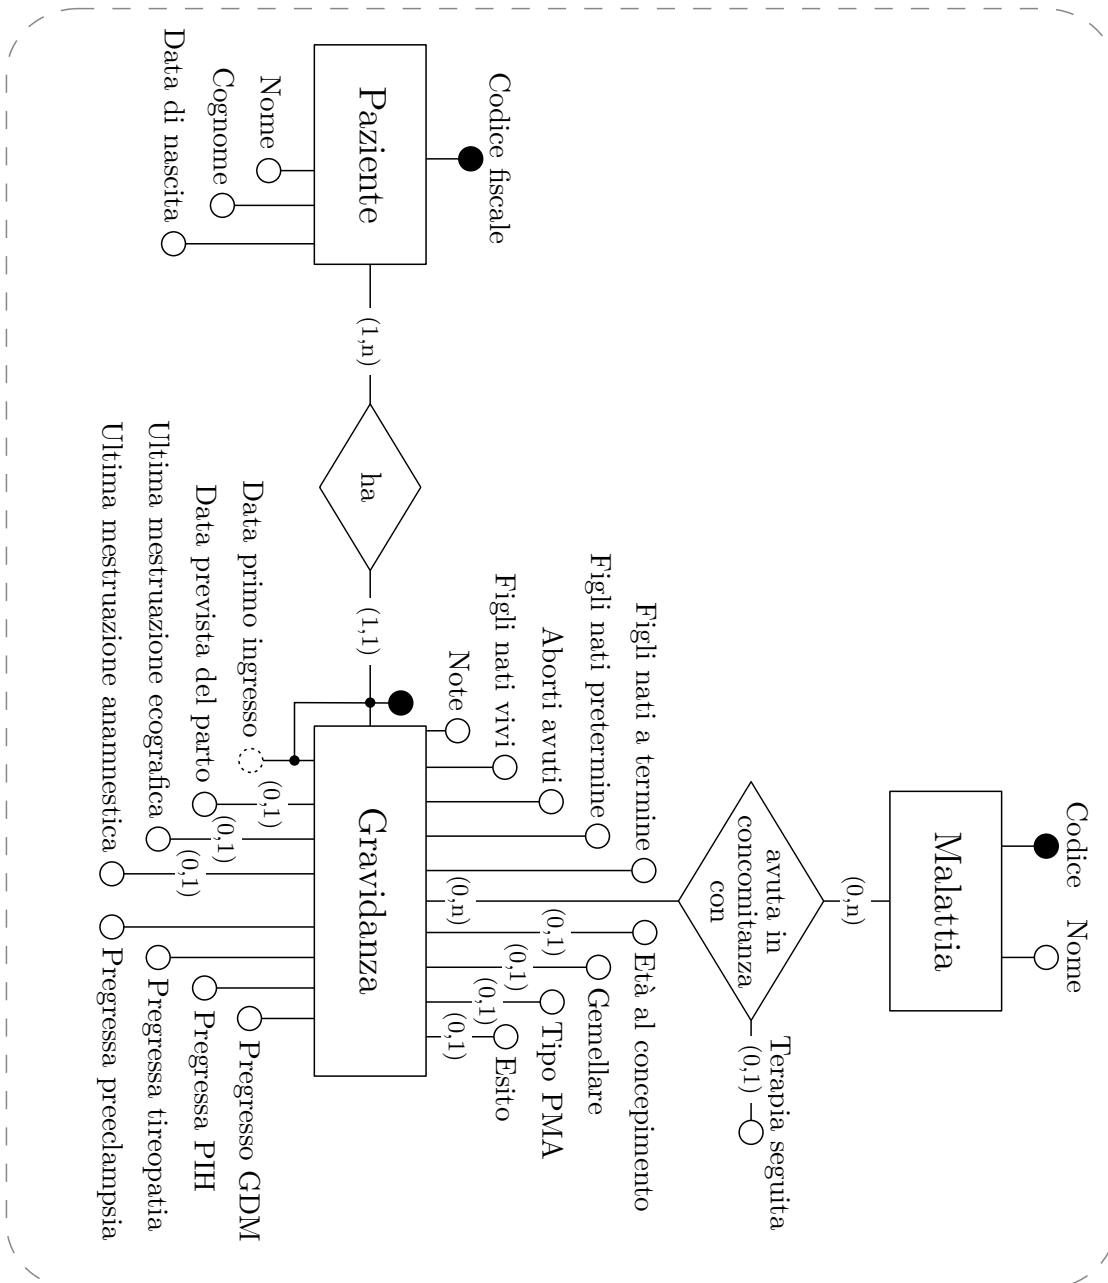 Codice
Nome
Malattia
(0,n)
avuta in
concomitanza
con
Terapia seguita
(0,1)
Figli nati a termine
Figli nati pretermine
Aborti avuti
Figli nati vivi
Note
(0,n)
Età al concepimento
(0,1)
Gemellare
(0,1)
Tipo PMA
(0,1)
Esito
(0,1)
Codice fiscale
Paziente
Nome
Cognome
Data di nascita
(1,n)
ha
(1,1)
Gravidanza
Data primo ingresso
Data prevista del parto
(0,1)
Ultima mestruazione ecografica
(0,1)
Ultima mestruazione anamnestica
(0,1)
Pregresso GDM
Pregressa PIH
Pregressa tireopatia
Pregressa preeclampsia